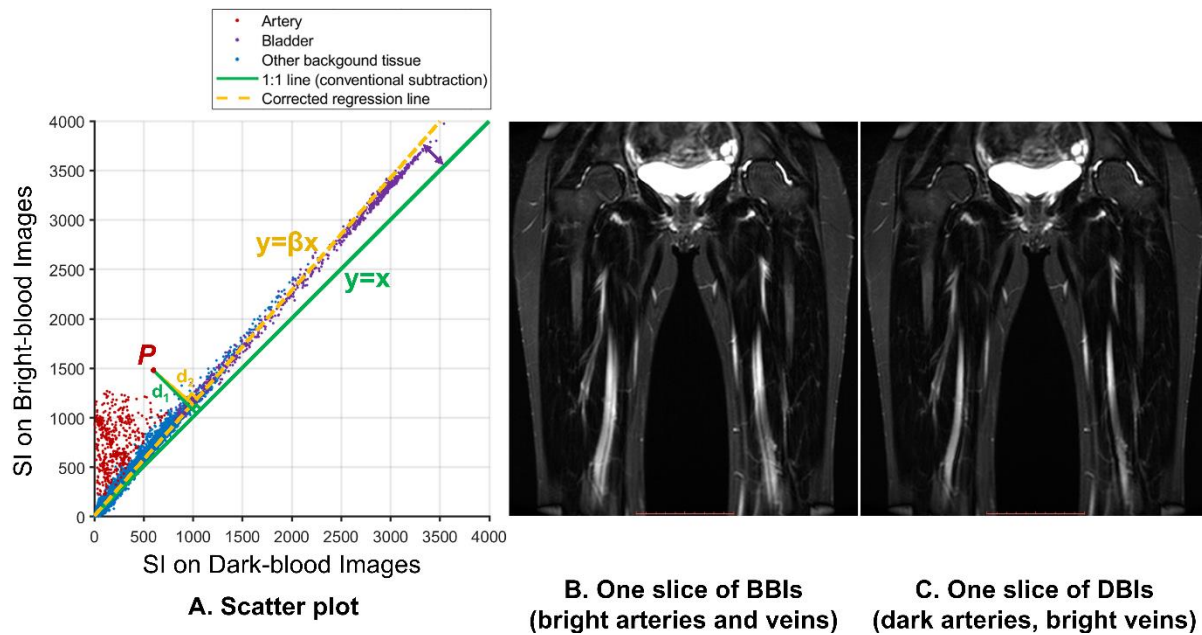 Artery
Bladder
Other backgound tissue
1:1 line (conventional subtraction)
Corrected regression line
SI on Bright-blood Images
4000
3500
3000
2500
2000
1500
1000
500
0
y=βx
y=x
P
d₁
d₂
0 500 1000 1500 2000 2500 3000 3500 4000
SI on Dark-blood Images
A. Scatter plot
B. One slice of BBIs
(bright arteries and veins)
C. One slice of DBIs
(dark arteries, bright veins)